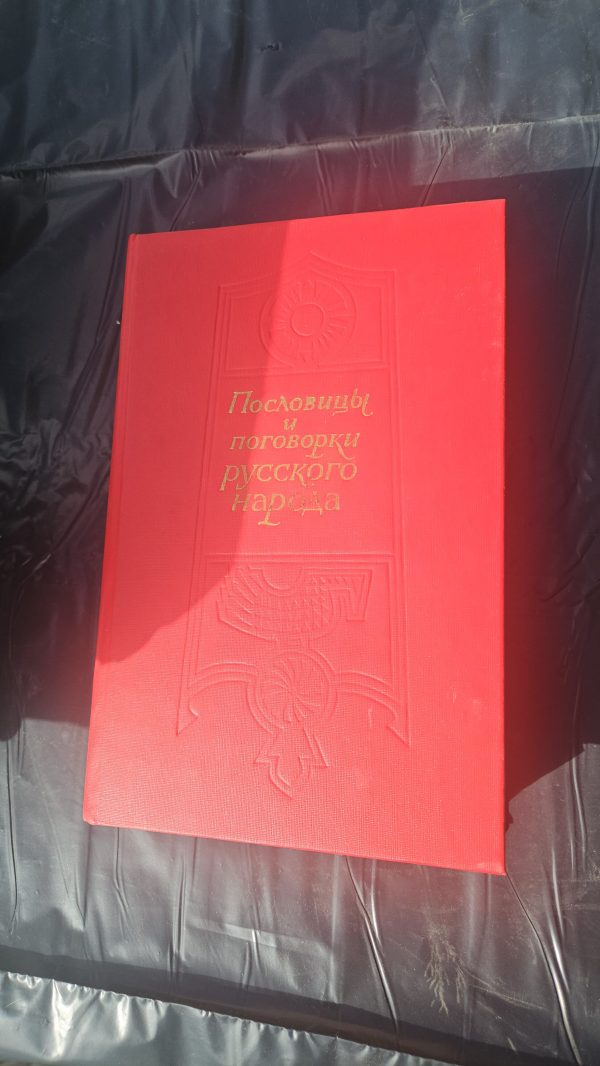 Пословицы
и
поговорки
русского
народа